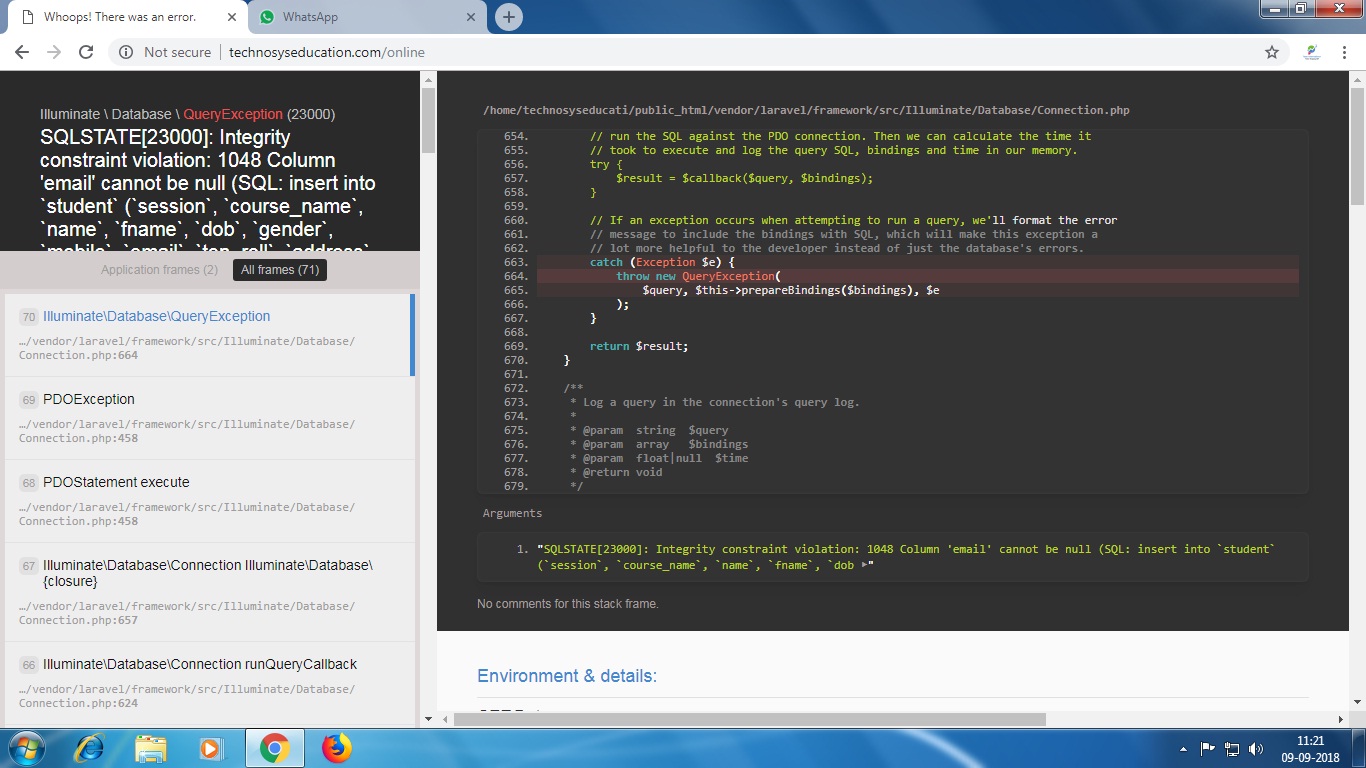 Whoops! There was an error.
WhatsApp
Not secure
technosyseducation.com/online
Illuminate \ Database \ QueryException (23000)
SQLSTATE[23000]: Integrity
constraint violation: 1048 Column
'email' cannot be null (SQL: insert into
`student` (`session`, `course_name`,
`name`, `fname`, `dob`, `gender`,
`mobile`, `email`, `ten_roll`, `address`,
Application frames (2)
All frames (71)
70 Illuminate\Database\QueryException
…/vendor/laravel/framework/src/Illuminate/Database/
Connection.php:664
69 PDOException
…/vendor/laravel/framework/src/Illuminate/Database/
Connection.php:458
68 PDOStatement execute
…/vendor/laravel/framework/src/Illuminate/Database/
Connection.php:458
67 Illuminate\Database\Connection Illuminate\Database\
{closure}
…/vendor/laravel/framework/src/Illuminate/Database/
Connection.php:657
66 Illuminate\Database\Connection runQueryCallback
…/vendor/laravel/framework/src/Illuminate/Database/
Connection.php:624
/home/technosyseducati/public_html/vendor/laravel/framework/src/Illuminate/Database/Connection.php
654. // run the SQL against the PDO connection. Then we can calculate the time it
655. // took to execute and log the query SQL, bindings and time in our memory.
656. try {
657. $result = $callback($query, $bindings);
658. }
659.
660. // If an exception occurs when attempting to run a query, we'll format the error
661. // message to include the bindings with SQL, which will make this exception a
662. // lot more helpful to the developer instead of just the database's errors.
663. catch (Exception $e) {
664. throw new QueryException(
665. $query, $this->prepareBindings($bindings), $e
666. );
667. }
668.
669. return $result;
670. }
671.
672. /**
673. * Log a query in the connection's query log.
674. *
675. * @param string $query
676. * @param array $bindings
677. * @param float|null $time
678. * @return void
679. */
Arguments
1. "SQLSTATE[23000]: Integrity constraint violation: 1048 Column 'email' cannot be null (SQL: insert into `student`
(`session`, `course_name`, `name`, `fname`, `dob ▸"
No comments for this stack frame.
Environment & details:
11:21
09-09-2018